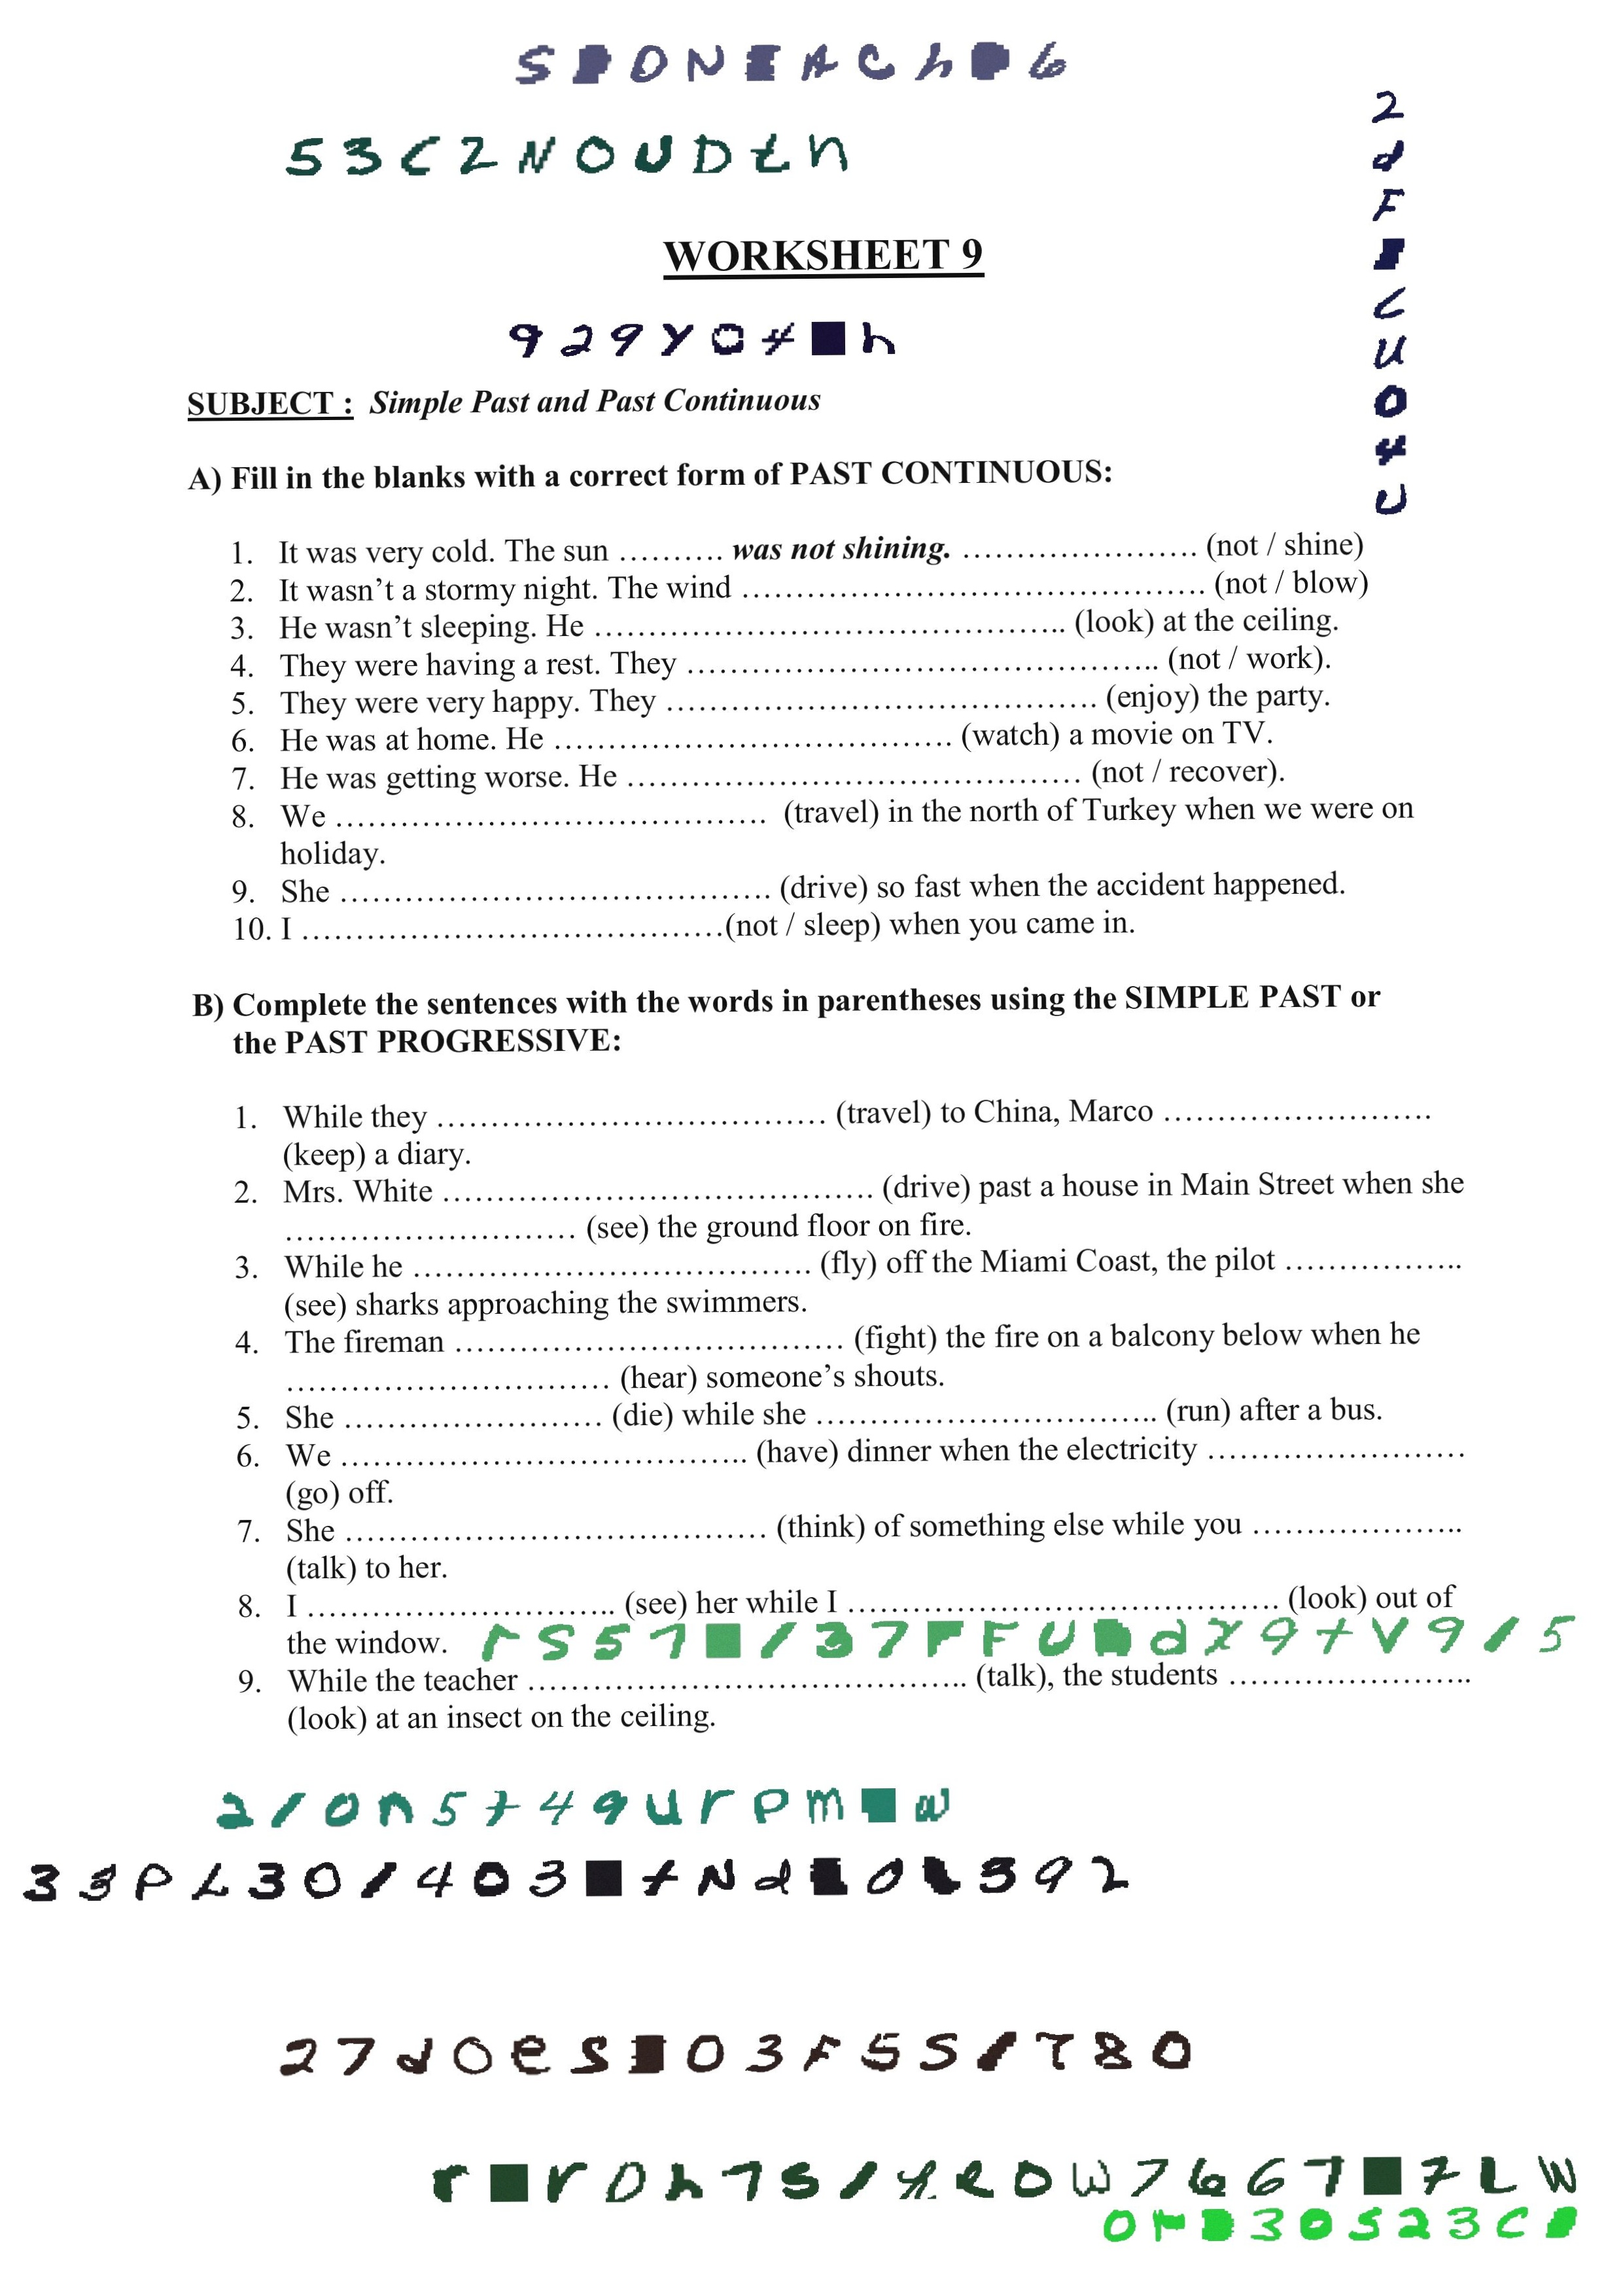 53C2NOUDth
WORKSHEET 9
SUBJECT : Simple Past and Past Continuous
A) Fill in the blanks with a correct form of PAST CONTINUOUS:
1. It was very cold. The sun ………. was not shining. …………………. (not / shine)
2. It wasn’t a stormy night. The wind ……………………………………. (not / blow)
3. He wasn’t sleeping. He …………………………………….. (look) at the ceiling.
4. They were having a rest. They …………………………………….. (not / work).
5. They were very happy. They …………………………………. (enjoy) the party.
6. He was at home. He ………………………………. (watch) a movie on TV.
7. He was getting worse. He …………………………………… (not / recover).
8. We …………………………………. (travel) in the north of Turkey when we were on
holiday.
9. She …………………………………. (drive) so fast when the accident happened.
10. I …………………………………(not / sleep) when you came in.
B) Complete the sentences with the words in parentheses using the SIMPLE PAST or
the PAST PROGRESSIVE:
1. While they ……………………………… (travel) to China, Marco …………………….
(keep) a diary.
2. Mrs. White …………………………………. (drive) past a house in Main Street when she
……………………… (see) the ground floor on fire.
3. While he ………………………………. (fly) off the Miami Coast, the pilot ……………..
(see) sharks approaching the swimmers.
4. The fireman ……………………………… (fight) the fire on a balcony below when he
………………………… (hear) someone’s shouts.
5. She …………………… (die) while she ………………………….. (run) after a bus.
6. We ……………………………….. (have) dinner when the electricity ……………………
(go) off.
7. She ………………………………… (think) of something else while you ………………..
(talk) to her.
8. I ……………………….. (see) her while I …………………………………. (look) out of
the window.
9. While the teacher ………………………………….. (talk), the students …………………..
(look) at an insect on the ceiling.